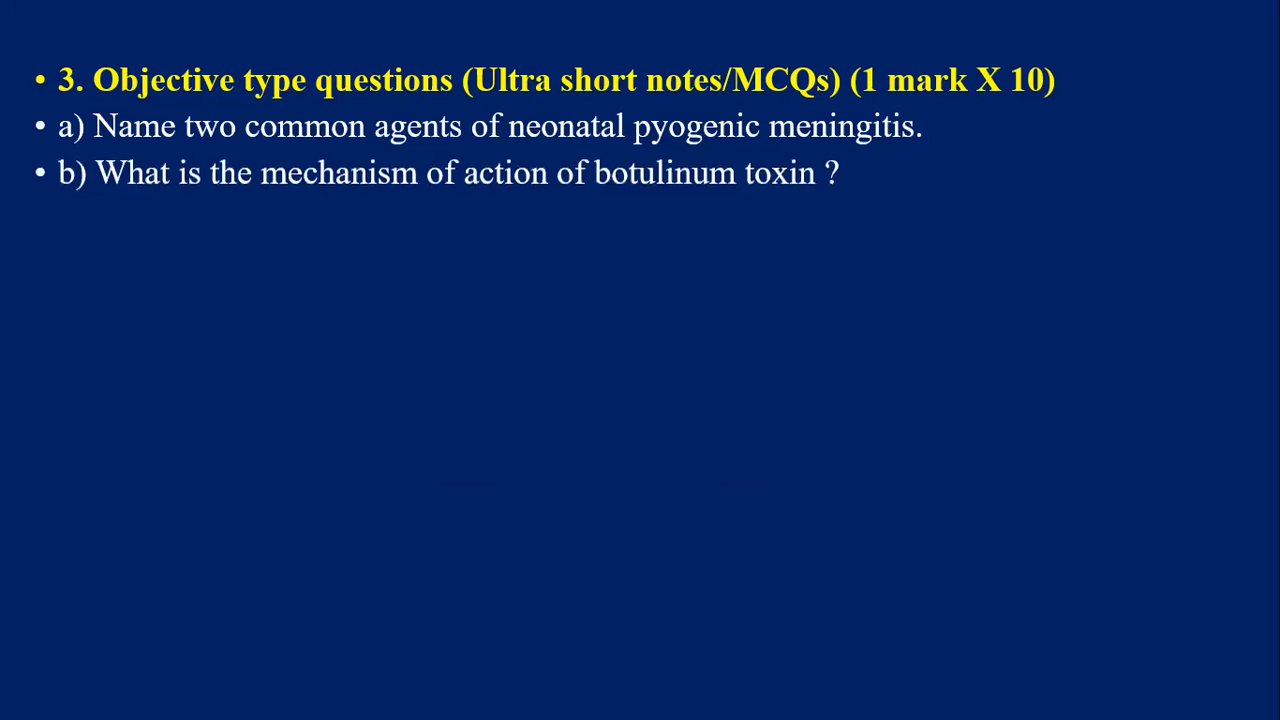 • 3. Objective type questions (Ultra short notes/MCQs) (1 mark X 10)
• a) Name two common agents of neonatal pyogenic meningitis.
• b) What is the mechanism of action of botulinum toxin ?